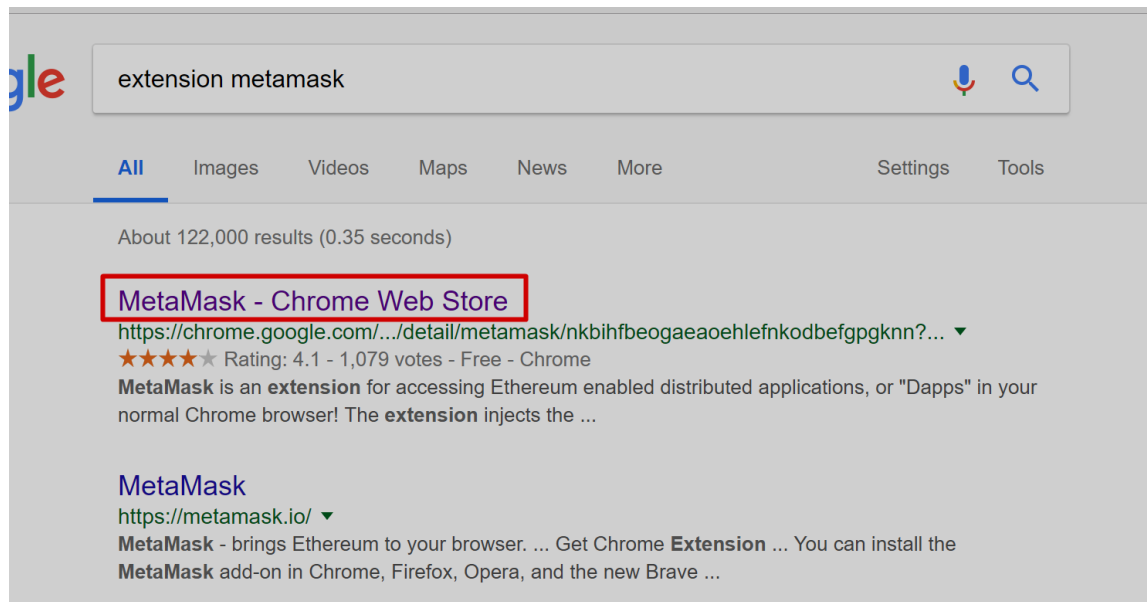 gle
extension metamask
All Images Videos Maps News More Settings Tools
About 122,000 results (0.35 seconds)
MetaMask - Chrome Web Store
https://chrome.google.com/.../detail/metamask/nkbihfbeogaeaoehlefnkodbefgpgknn?...
Rating: 4.1 - 1,079 votes - Free - Chrome
MetaMask is an extension for accessing Ethereum enabled distributed applications, or "Dapps" in your
normal Chrome browser! The extension injects the ...
MetaMask
https://metamask.io/
MetaMask - brings Ethereum to your browser. ... Get Chrome Extension ... You can install the
MetaMask add-on in Chrome, Firefox, Opera, and the new Brave ...